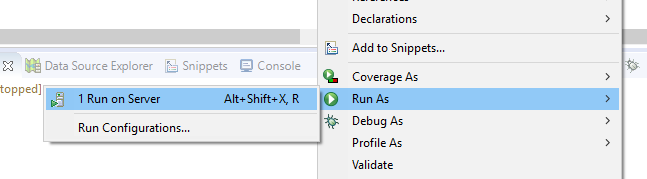 Declarations
Add to Snippets...
Data Source Explorer Snippets Console
Coverage As
topped]
1 Run on Server Alt+Shift+X, R
Run As
Run Configurations...
Debug As
Profile As
Validate